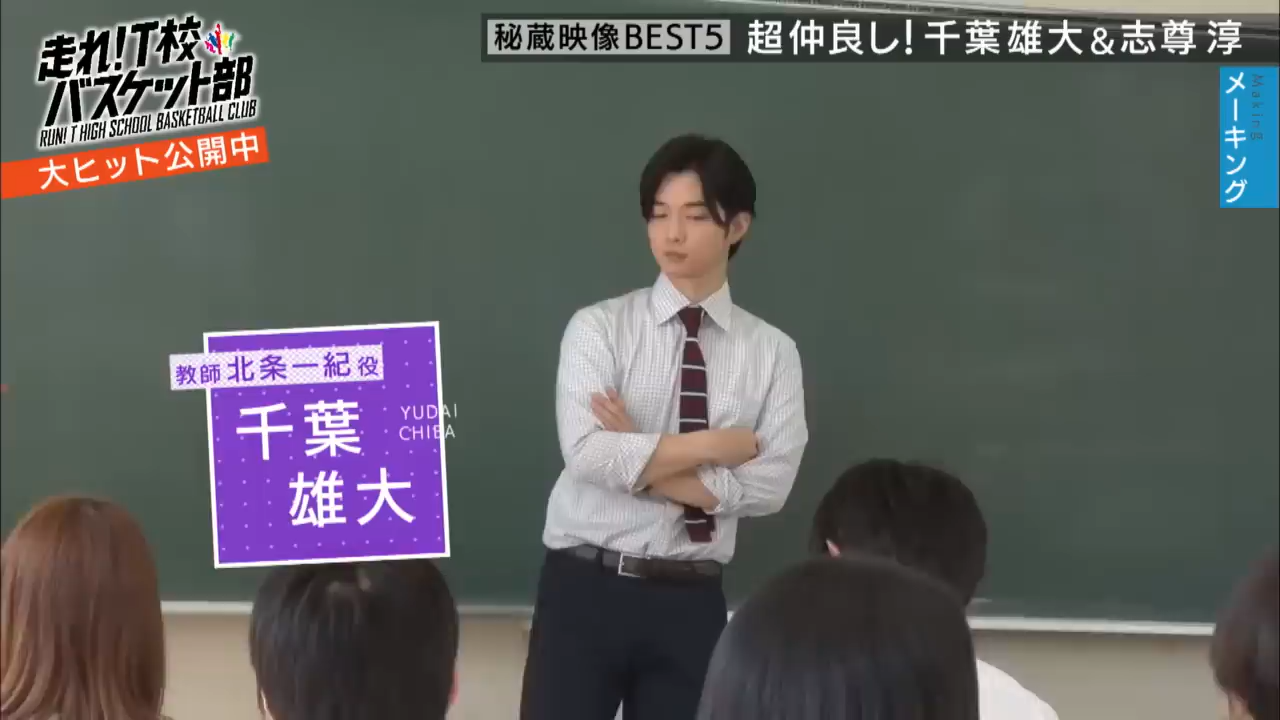 走れ!T校
バスケット部
RUN! T HIGH SCHOOL BASKETBALL CLUB
大ヒット公開中
秘蔵映像BEST5 超仲良し!千葉雄大&志尊淳
Making
メーキング
教師 北条一紀 役
千葉
雄大
YUDAI
CHIBA